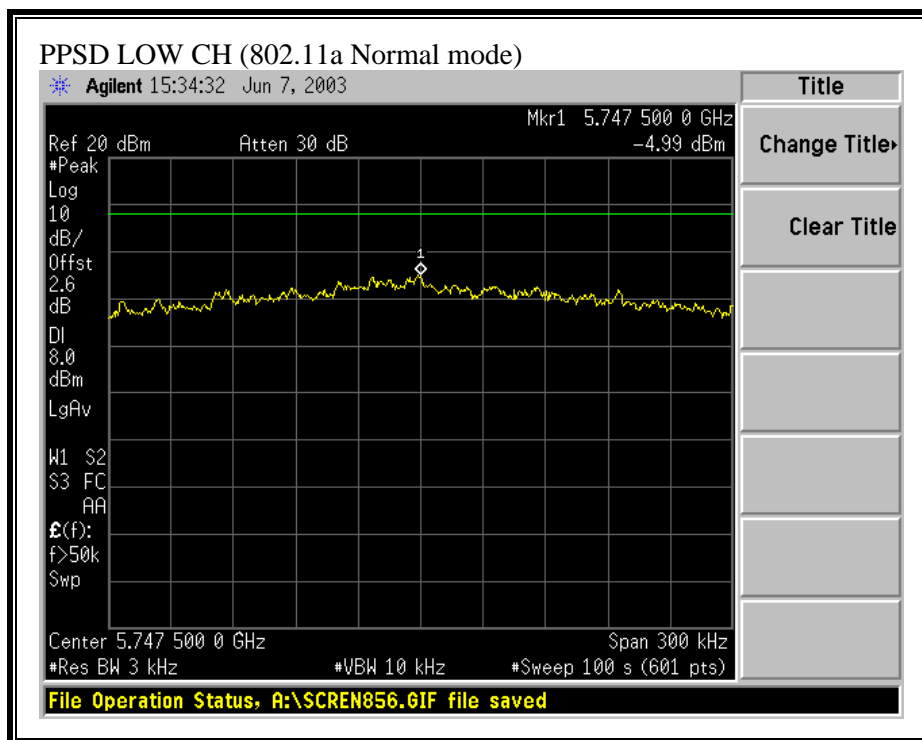 PPSD LOW CH (802.11a Normal mode)
Agilent 15:34:32 Jun 7, 2003
Title
Mkr1 5.747 500 0 GHz
Ref 20 dBm Atten 30 dB -4.99 dBm
#Peak
Log
10
dB/
Offst
2.6
dB
DI
8.0
dBm
LgAv
W1 S2
S3 FC
AA
£(f):
f>50k
Swp
1
Center 5.747 500 0 GHz Span 300 kHz
#Res BW 3 kHz #VBW 10 kHz #Sweep 100 s (601 pts)
Change Title
Clear Title
File Operation Status, A:\SCREN856.GIF file saved